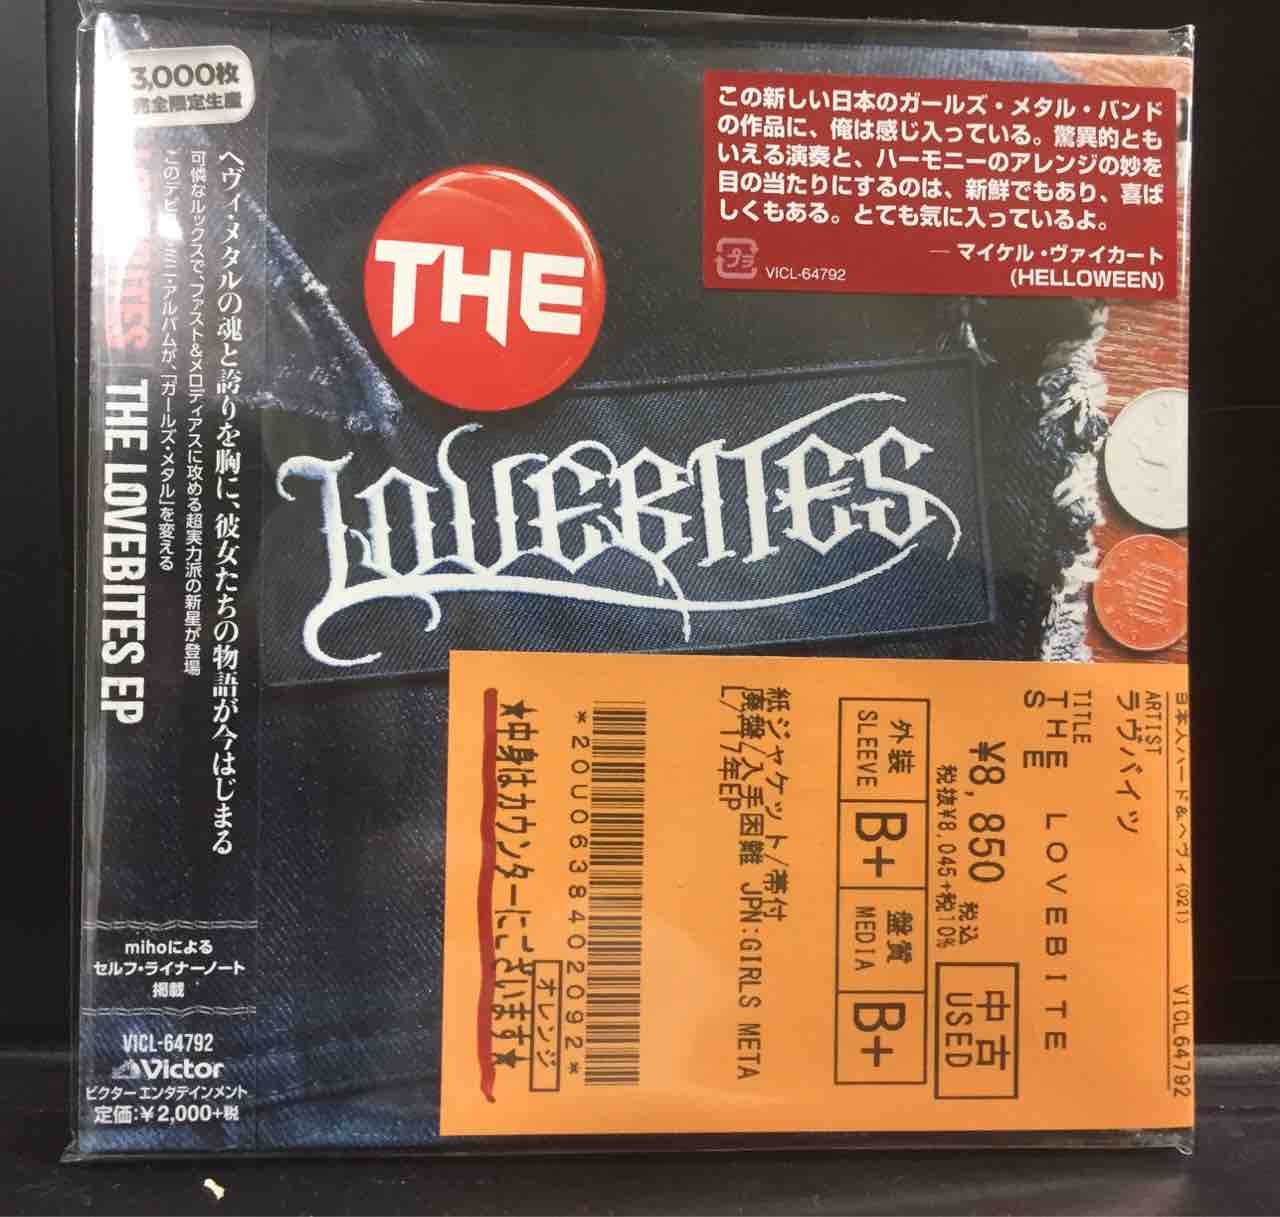 3,000枚
完全限定生産
ヘヴィ・メタルの魂と誇りを胸に、彼女たちの物語が今はじまる
可憐なルックスで、ファスト&メロディアスに攻める超実力派の新星が登場
「ガールズ・メタル」を変える
THE LOVEBITES EP
mihoによる
セルフ・ライナーノート
掲載
VICL-64792
Victor
ビクターエンタテインメント
定価:¥2,000+税
THE
LOVEBITES
この新しい日本のガールズ・メタル・バンド
の作品に、俺は感じ入っている。驚異的とも
いえる演奏と、ハーモニーのアレンジの妙を
目の当たりにするのは、新鮮でもあり、喜ば
しくもある。とても気に入っているよ。
― マイケル・ヴァイカート
(HELLOWEEN)
プラ
VICL-64792
日本人ハード&ヘヴィ(021) VICL64792
ARTIST
ラヴバイツ
TITLE
THE LOVEBITE
S
¥8,850 税込
税抜¥8,045+税10%
中古
USED
外装
SLEEVE
B+
盤質
MEDIA
B+
紙ジャケット/帯付
廃盤/入手困難 JPN:GIRLS META
L/17年EP
*20U0638402092*
オレンジ
★中身はカウンターにございます★